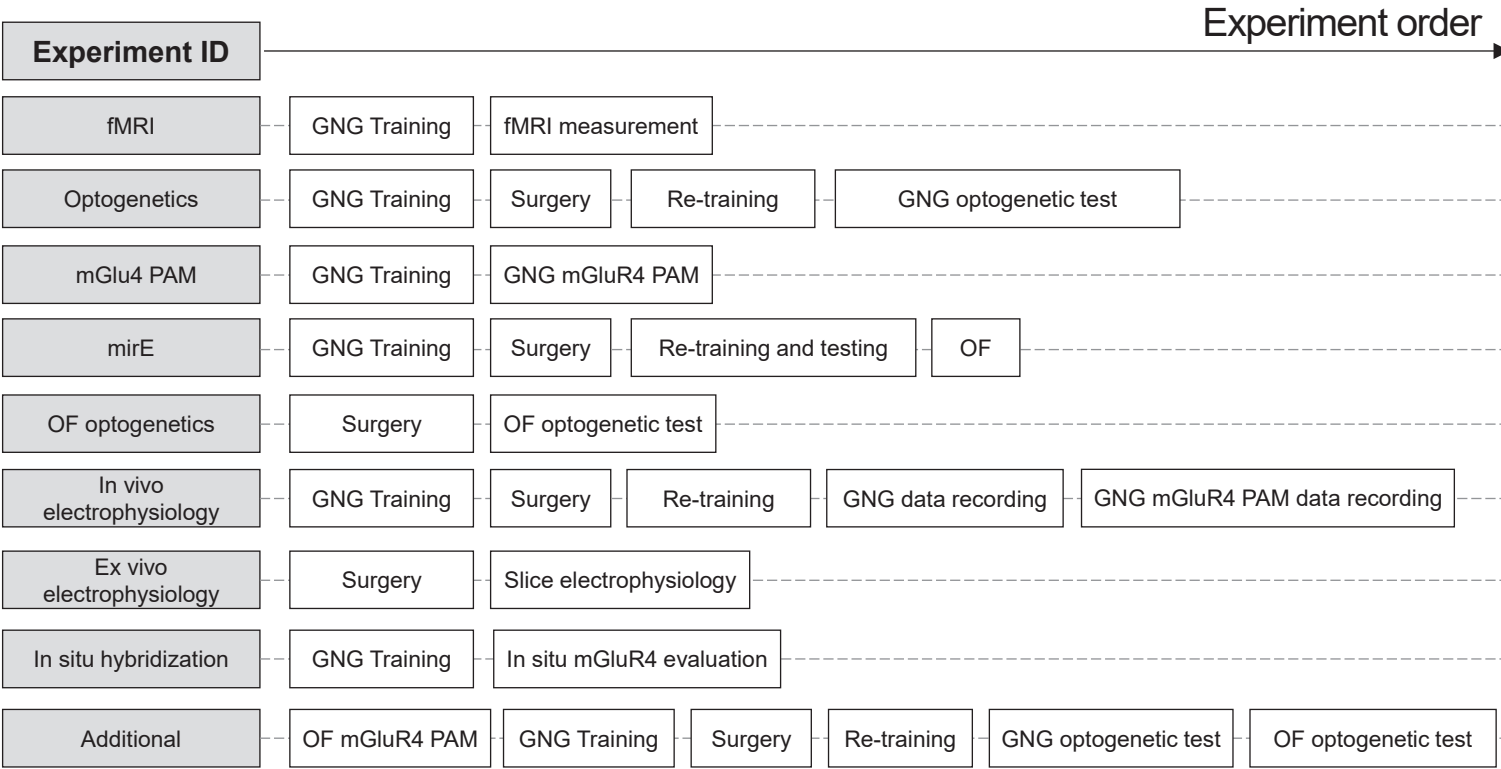 Experiment order
Experiment ID
fMRI
GNG Training
fMRI measurement
Optogenetics
GNG Training
Surgery
Re-training
GNG optogenetic test
mGlu4 PAM
GNG Training
GNG mGluR4 PAM
mirE
GNG Training
Surgery
Re-training and testing
OF
OF optogenetics
Surgery
OF optogenetic test
In vivo
electrophysiology
GNG Training
Surgery
Re-training
GNG data recording
GNG mGluR4 PAM data recording
Ex vivo
electrophysiology
Surgery
Slice electrophysiology
In situ hybridization
GNG Training
In situ mGluR4 evaluation
Additional
OF mGluR4 PAM
GNG Training
Surgery
Re-training
GNG optogenetic test
OF optogenetic test